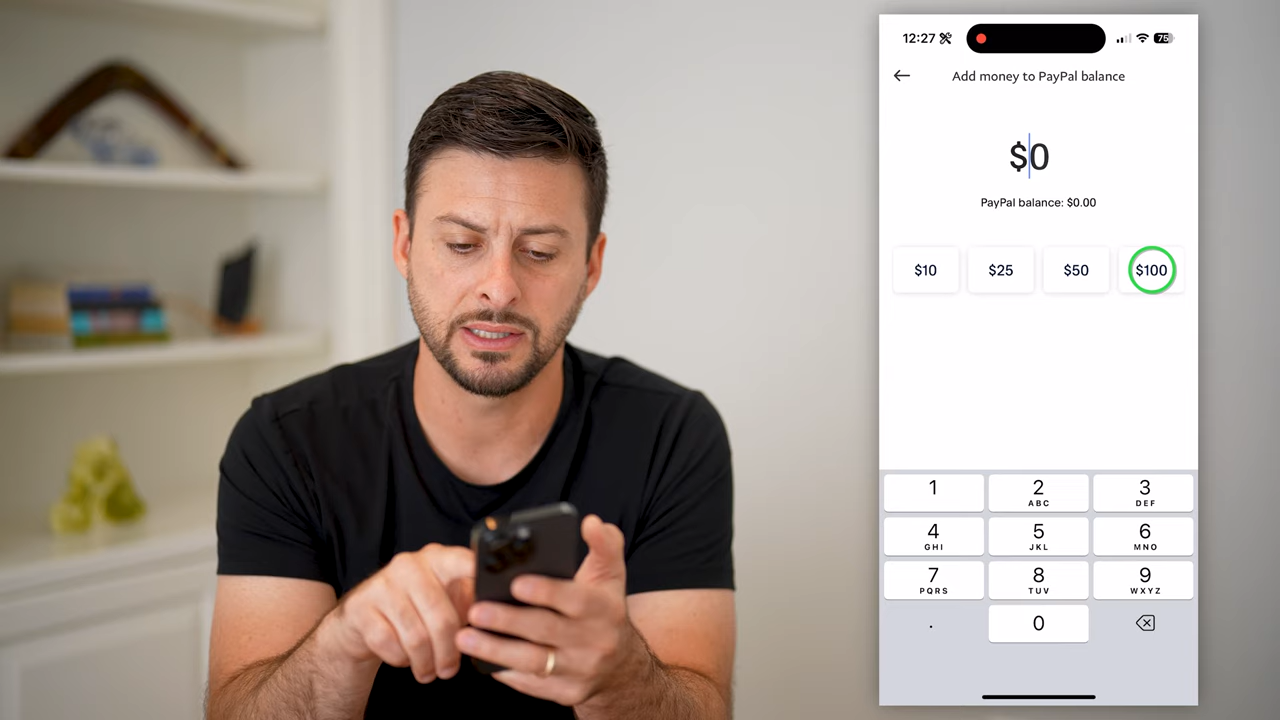 12:27
75
Add money to PayPal balance
$0
PayPal balance: $0.00
$10 $25 $50 $100
1 2 3
ABC DEF
4 5 6
GHI JKL MNO
7 8 9
PQRS TUV WXYZ
. 0